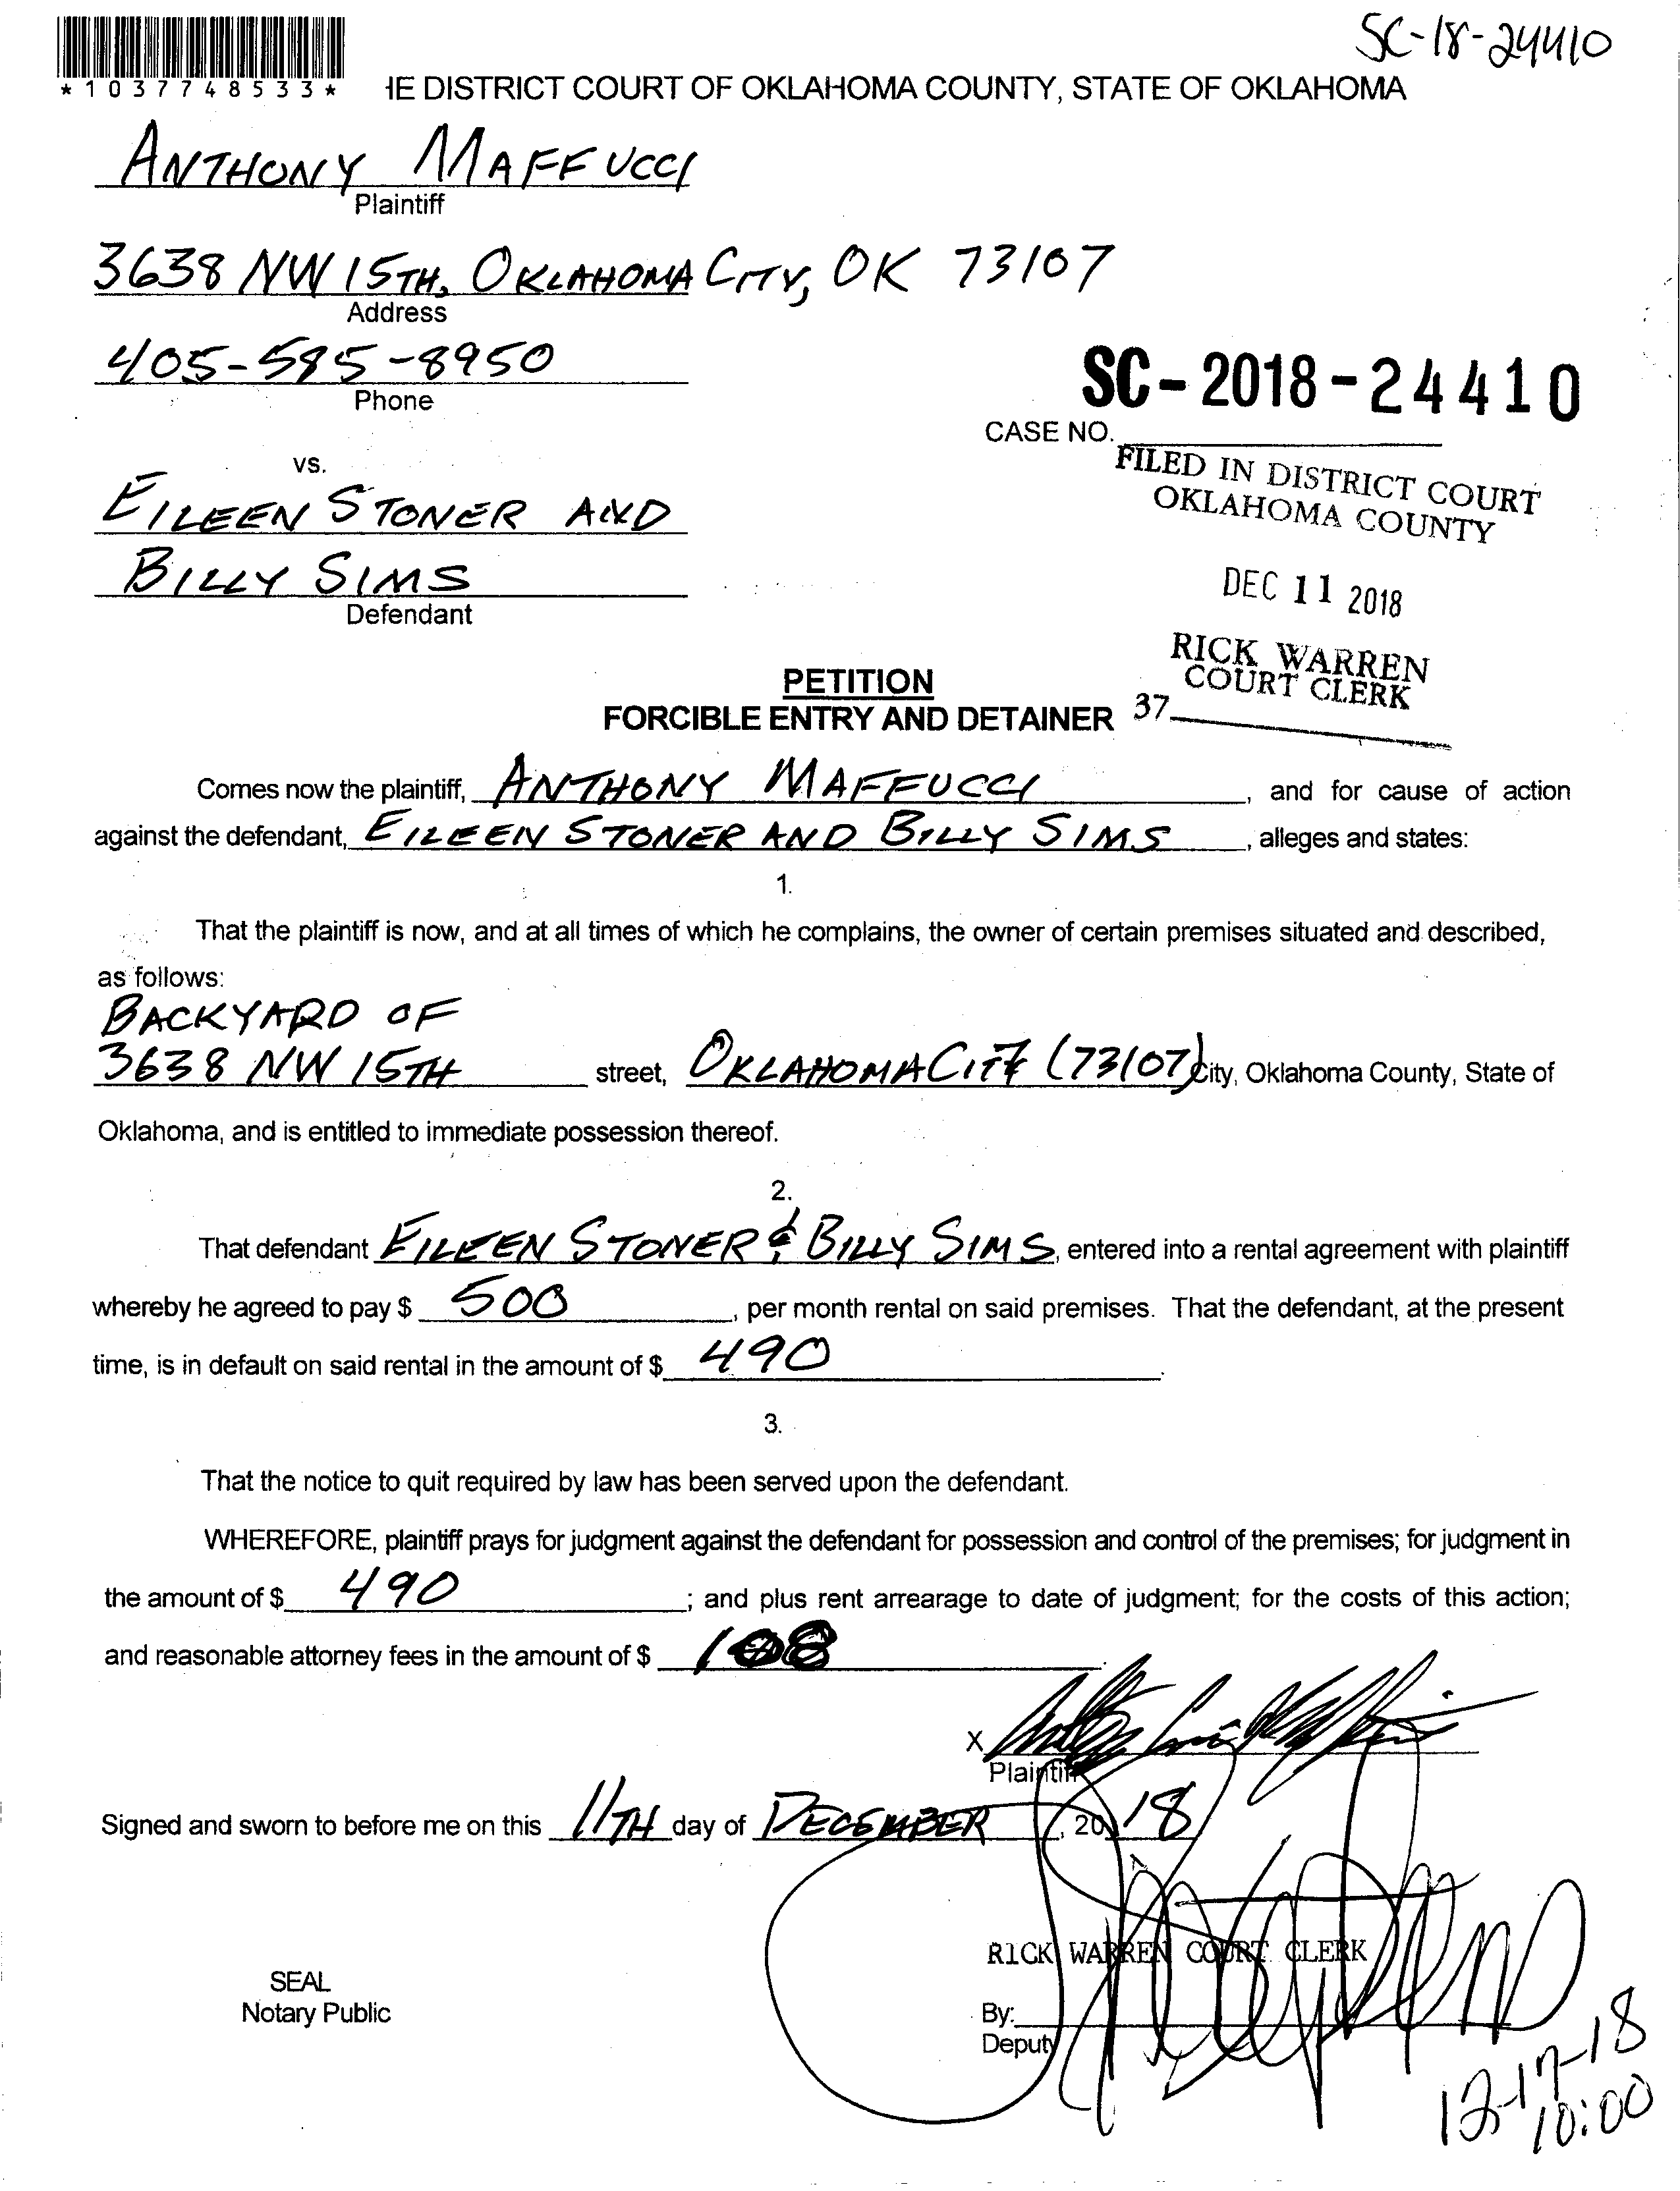 SC-18-24410
*1037748533*
HE DISTRICT COURT OF OKLAHOMA COUNTY, STATE OF OKLAHOMA
ANTHONY MAFFUCCI
Plaintiff
3638 NW 15TH, OKLAHOMA CITY, OK 73107
Address
405-595-8950
Phone
SC-2018-24410
CASE NO.
vs.
FILED IN DISTRICT COURT
OKLAHOMA COUNTY
EILEEN STONER AND
BILLY SIMS
Defendant
DEC 11 2018
RICK WARREN
COURT CLERK
37
PETITION
FORCIBLE ENTRY AND DETAINER
Comes now the plaintiff, ANTHONY MAFFUCCI, and for cause of action
against the defendant, EILEEN STONER AND BILLY SIMS, alleges and states:
1.
That the plaintiff is now, and at all times of which he complains, the owner of certain premises situated and described,
as follows:
BACKYARD OF
3638 NW 15TH street, OKLAHOMA CITY (73107) City, Oklahoma County, State of
Oklahoma, and is entitled to immediate possession thereof.
2.
That defendant EILEEN STONER & BILLY SIMS, entered into a rental agreement with plaintiff
whereby he agreed to pay $ 500, per month rental on said premises. That the defendant, at the present
time, is in default on said rental in the amount of $ 490.
3.
That the notice to quit required by law has been served upon the defendant.
WHEREFORE, plaintiff prays for judgment against the defendant for possession and control of the premises; for judgment in
the amount of $ 490; and plus rent arrearage to date of judgment; for the costs of this action;
and reasonable attorney fees in the amount of $ 108.
X
Plaintiff
Signed and sworn to before me on this 11TH day of DECEMBER, 2018
RICK WARREN COURT CLERK
SEAL
Notary Public
By:
Deputy
12-17-18
10:00